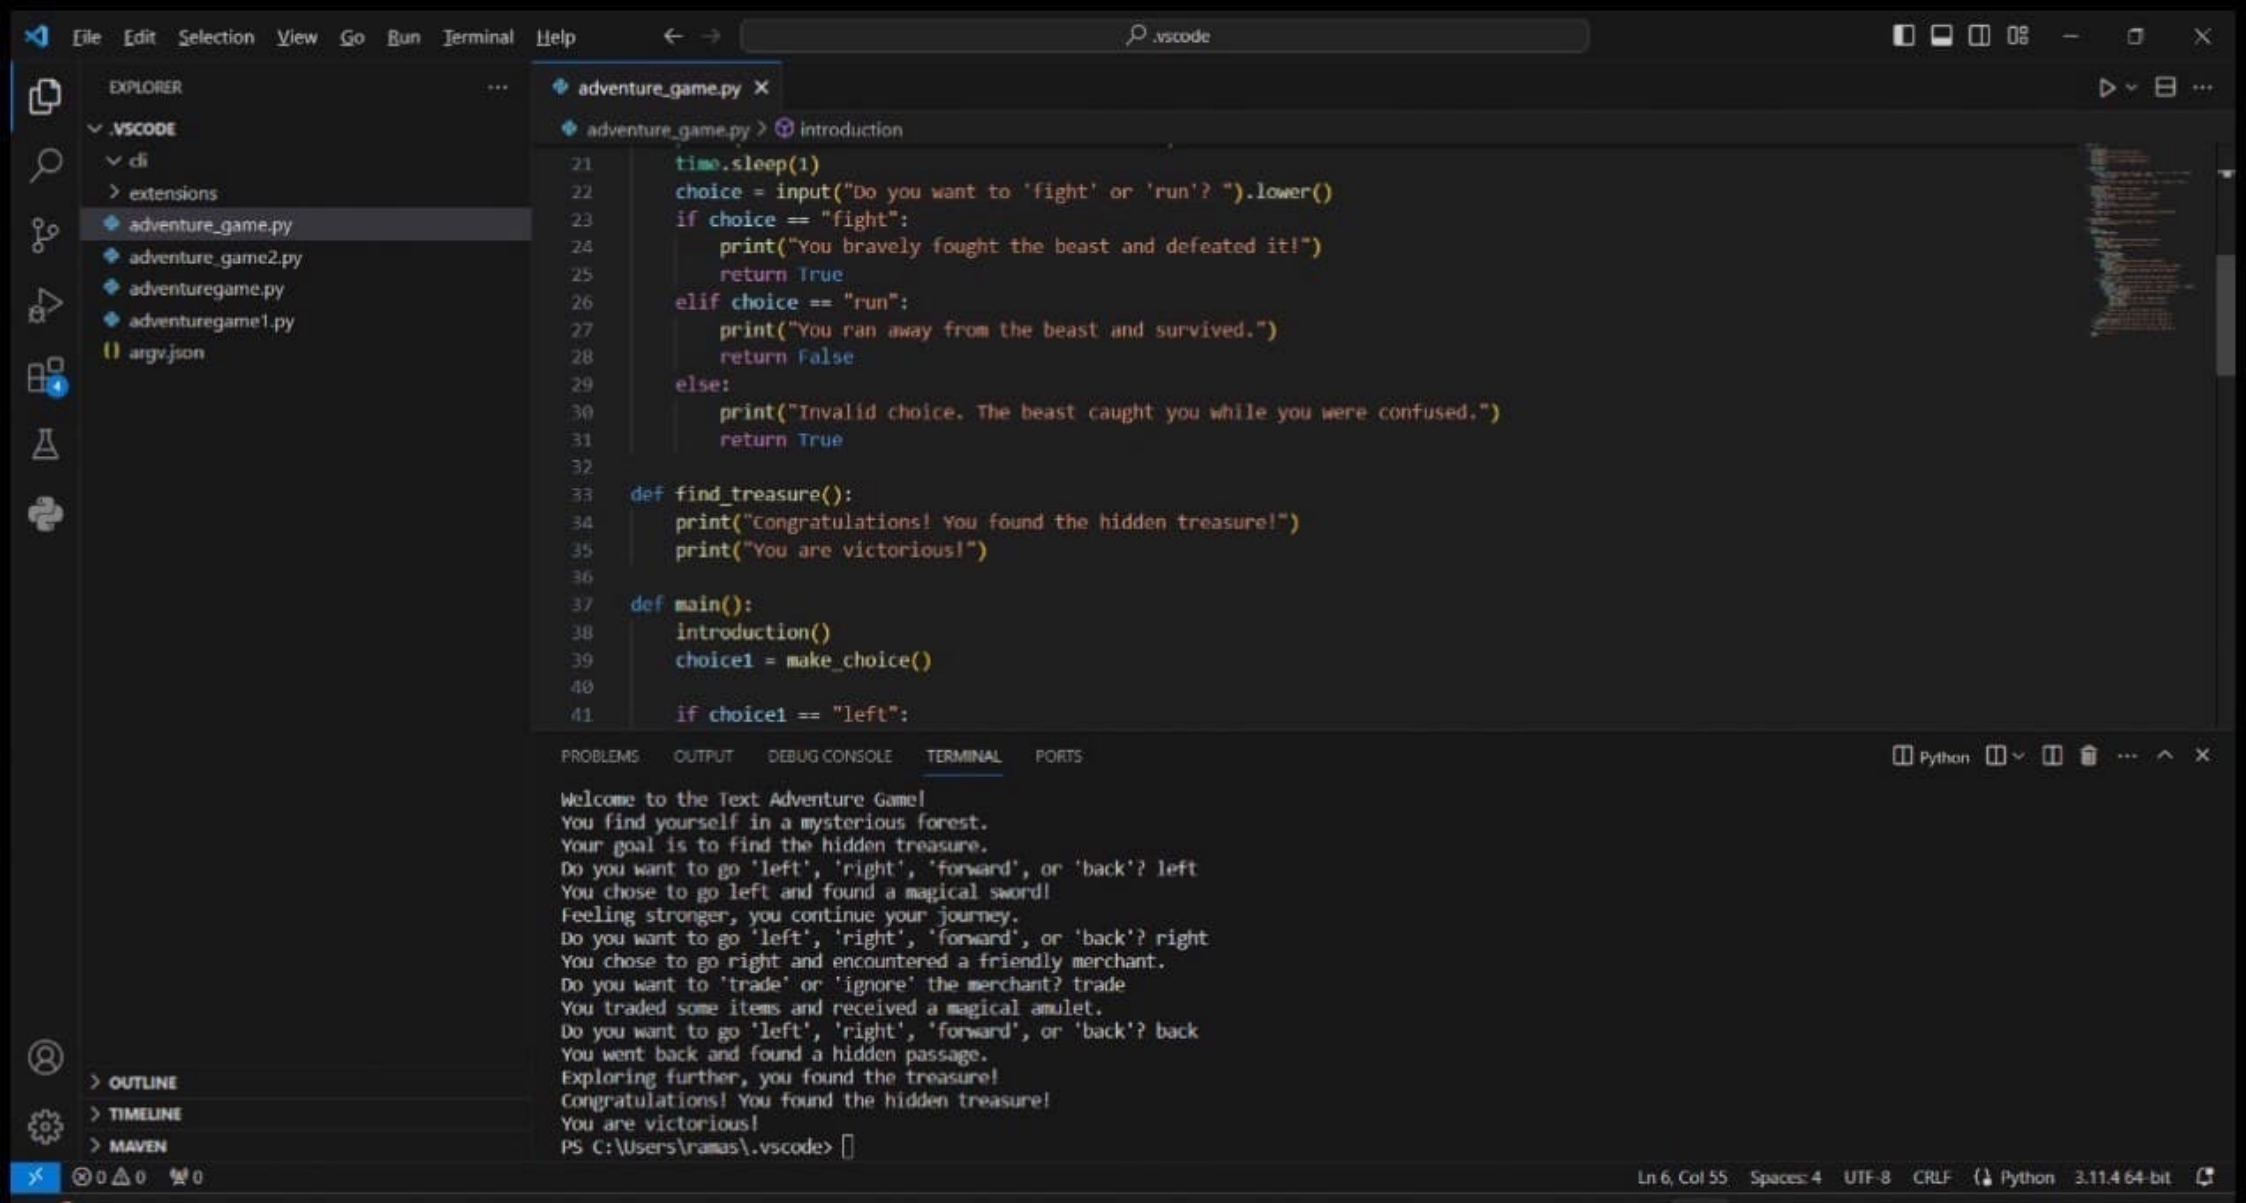 File Edit Selection View Go Run Terminal Help
.vscode
EXPLORER
.VSCODE
cli
extensions
adventure_game.py
adventure_game2.py
adventuregame.py
adventuregame1.py
argv.json
OUTLINE
TIMELINE
MAVEN
adventure_game.py
adventure_game.py > introduction
21 time.sleep(1)
22 choice = input("Do you want to 'fight' or 'run'? ").lower()
23 if choice == "fight":
24 print("You bravely fought the beast and defeated it!")
25 return True
26 elif choice == "run":
27 print("You ran away from the beast and survived.")
28 return False
29 else:
30 print("Invalid choice. The beast caught you while you were confused.")
31 return True
32
33 def find_treasure():
34 print("Congratulations! You found the hidden treasure!")
35 print("You are victorious!")
36
37 def main():
38 introduction()
39 choice1 = make_choice()
40
41 if choice1 == "left":
PROBLEMS OUTPUT DEBUG CONSOLE TERMINAL PORTS
Python
Welcome to the Text Adventure Game!
You find yourself in a mysterious forest.
Your goal is to find the hidden treasure.
Do you want to go 'left', 'right', 'forward', or 'back'? left
You chose to go left and found a magical sword!
Feeling stronger, you continue your journey.
Do you want to go 'left', 'right', 'forward', or 'back'? right
You chose to go right and encountered a friendly merchant.
Do you want to 'trade' or 'ignore' the merchant? trade
You traded some items and received a magical amulet.
Do you want to go 'left', 'right', 'forward', or 'back'? back
You went back and found a hidden passage.
Exploring further, you found the treasure!
Congratulations! You found the hidden treasure!
You are victorious!
PS C:\Users\ramas\.vscode>
4
0 0 0
Ln 6, Col 55 Spaces: 4 UTF-8 CRLF Python 3.11.4 64-bit